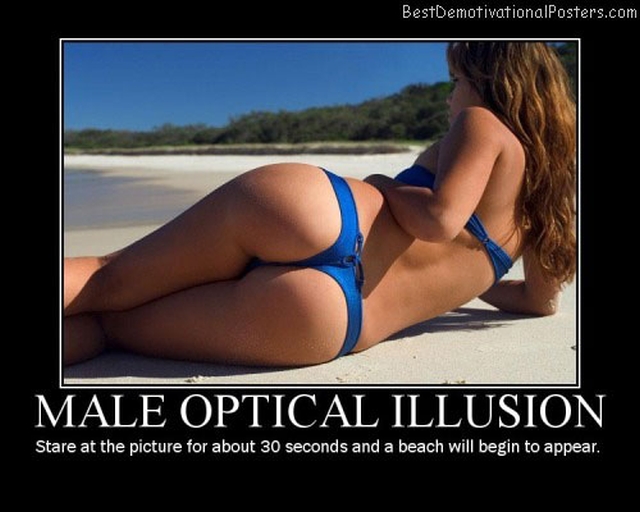 BestDemotivationalPosters.com
MALE OPTICAL ILLUSION
Stare at the picture for about 30 seconds and a beach will begin to appear.